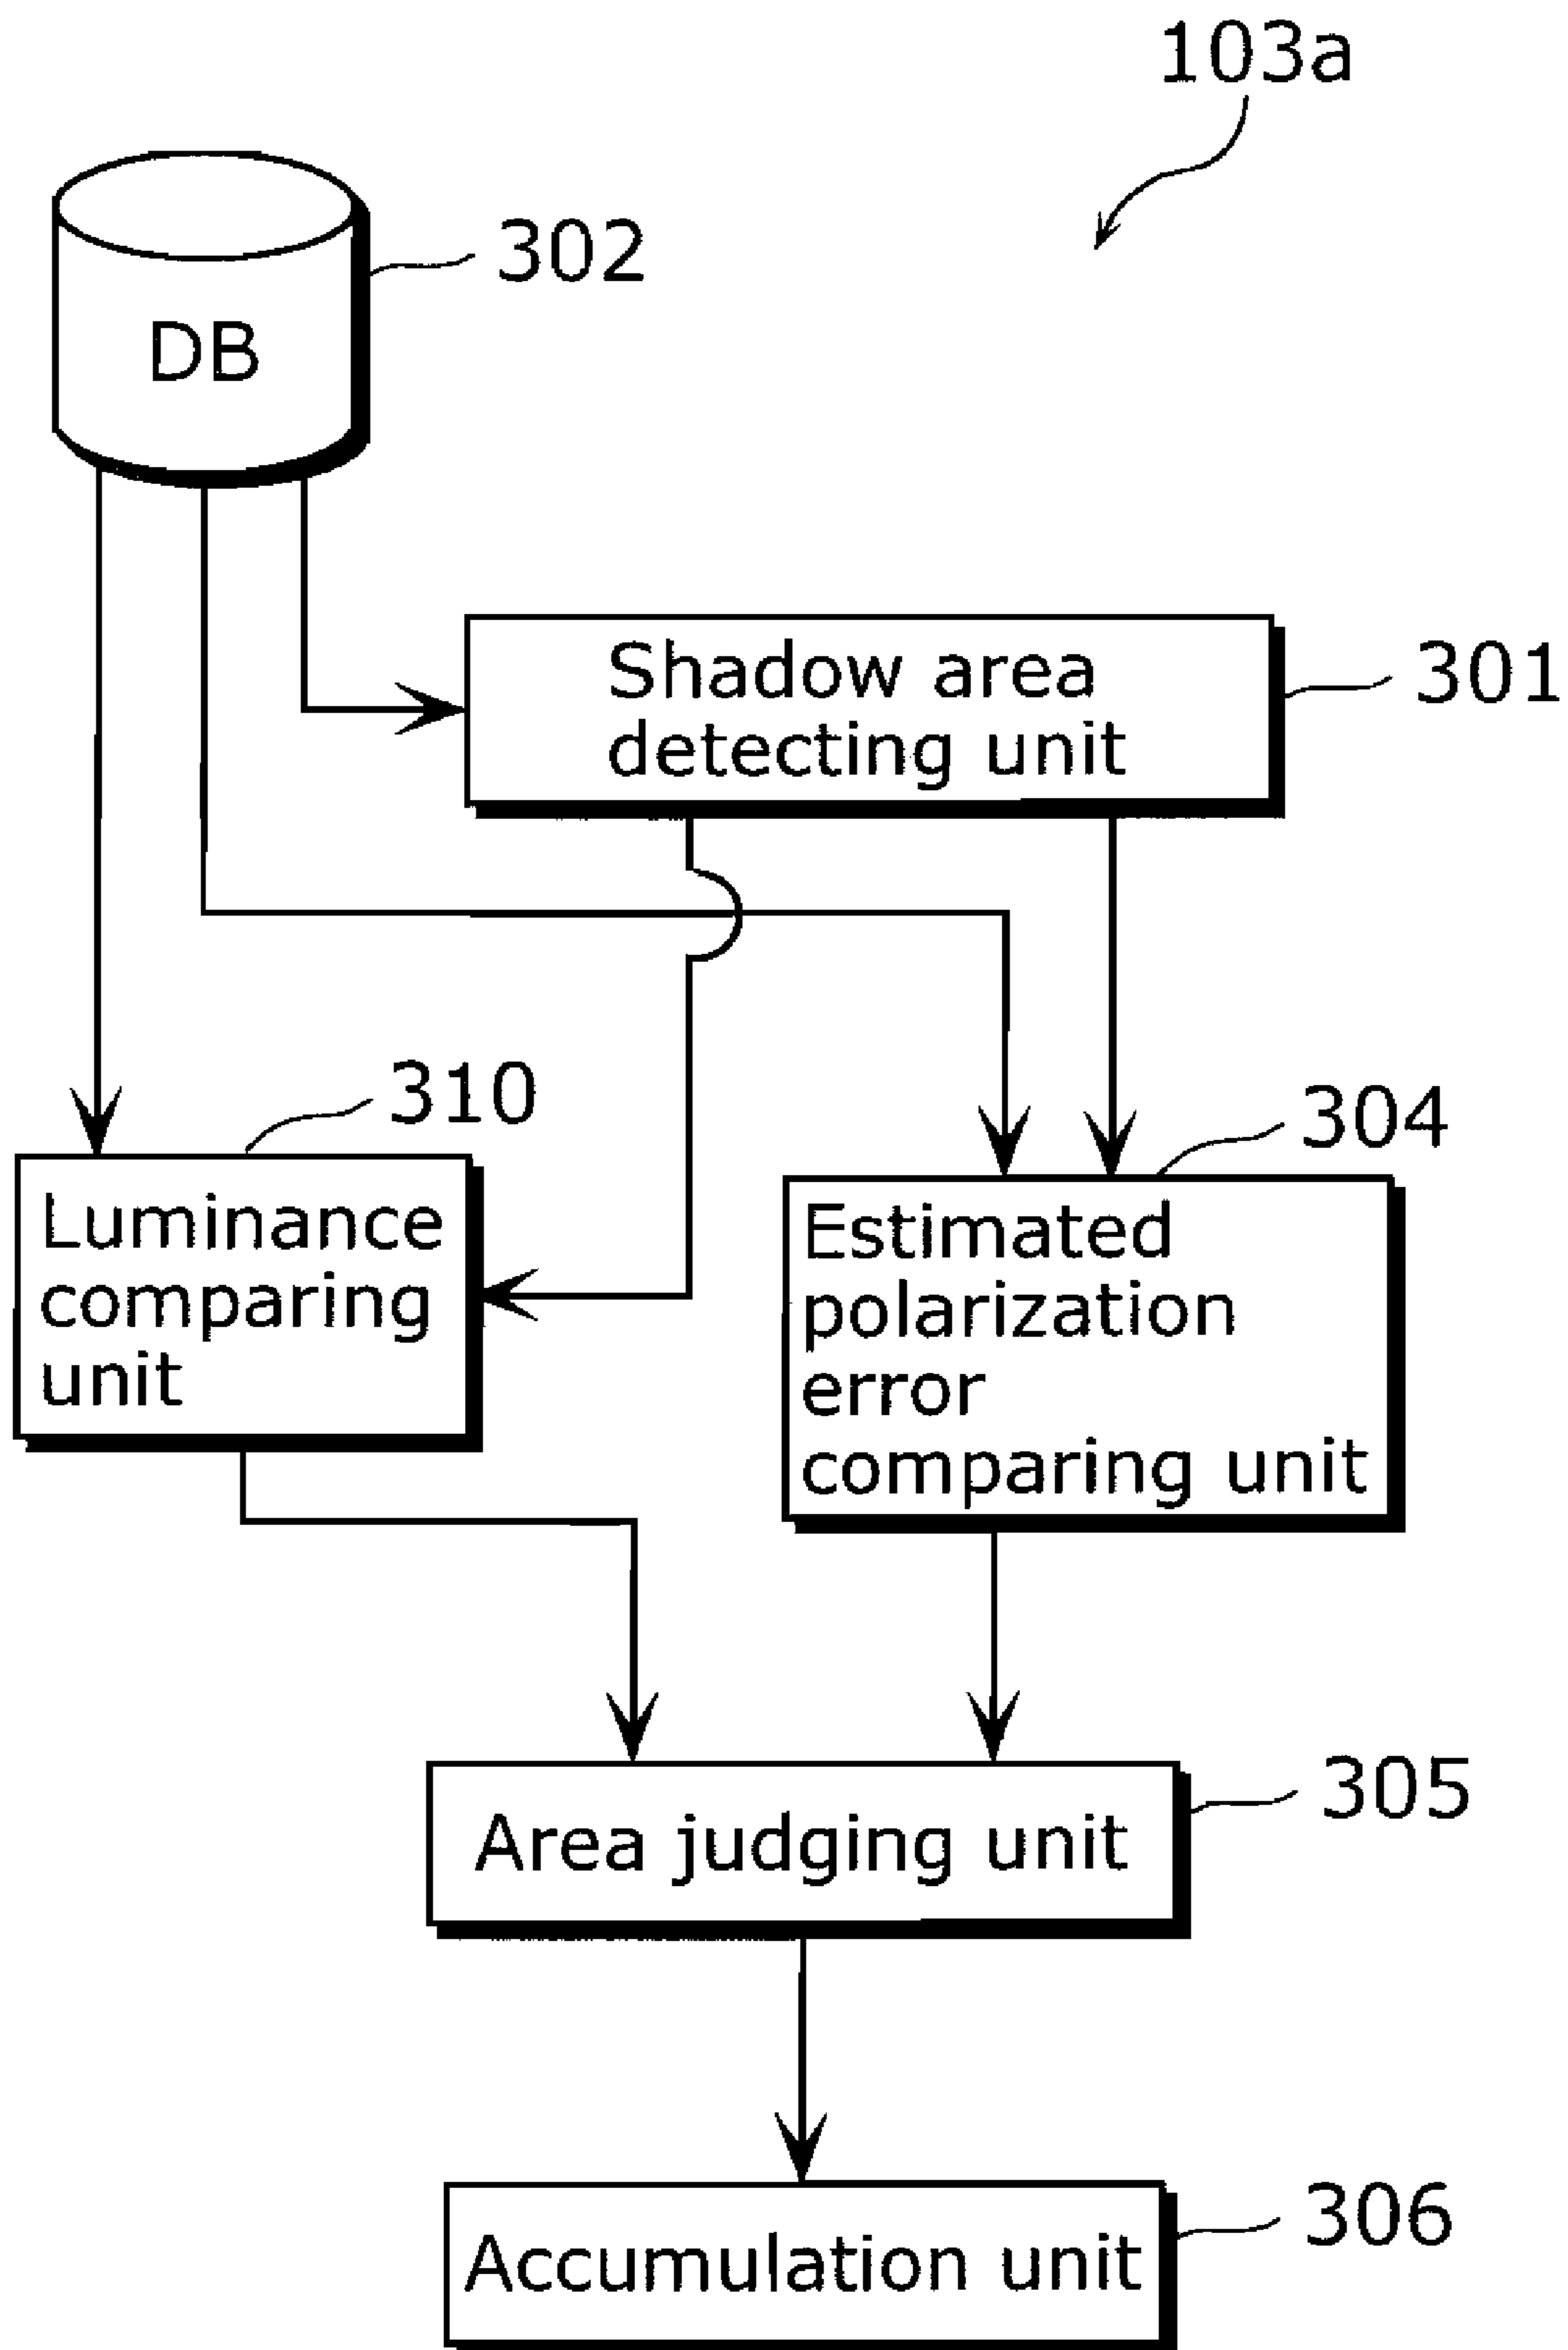 103a
302
DB
Shadow area
detecting unit
301
310
304
Luminance
comparing
unit
Estimated
polarization
error
comparing unit
305
Area judging unit
306
Accumulation unit